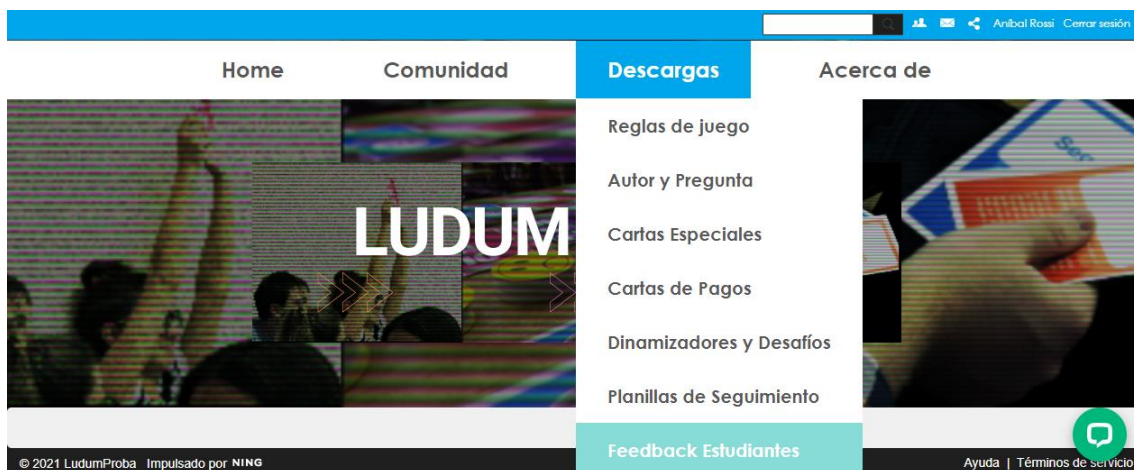 Aníbal Rossi Cerrar sesión
Home Comunidad Descargas Acerca de
Reglas de juego
Autor y Pregunta
Cartas Especiales
Cartas de Pagos
Dinamizadores y Desafíos
Planillas de Seguimiento
Feedback Estudiantes
LUDUM
© 2021 LudumProba Impulsado por NING
Ayuda | Términos de servicio